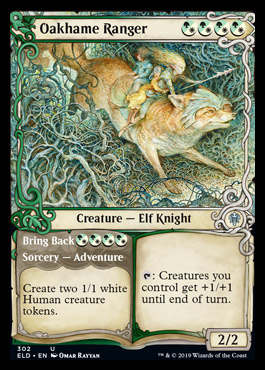 Oakhame Ranger
Creature — Elf Knight
Bring Back
Sorcery — Adventure
Create two 1/1 white
Human creature
tokens.
: Creatures you
control get +1/+1
until end of turn.
2/2
302 U
ELD • EN OMAR RAYYAN
™ & © 2019 Wizards of the Coast